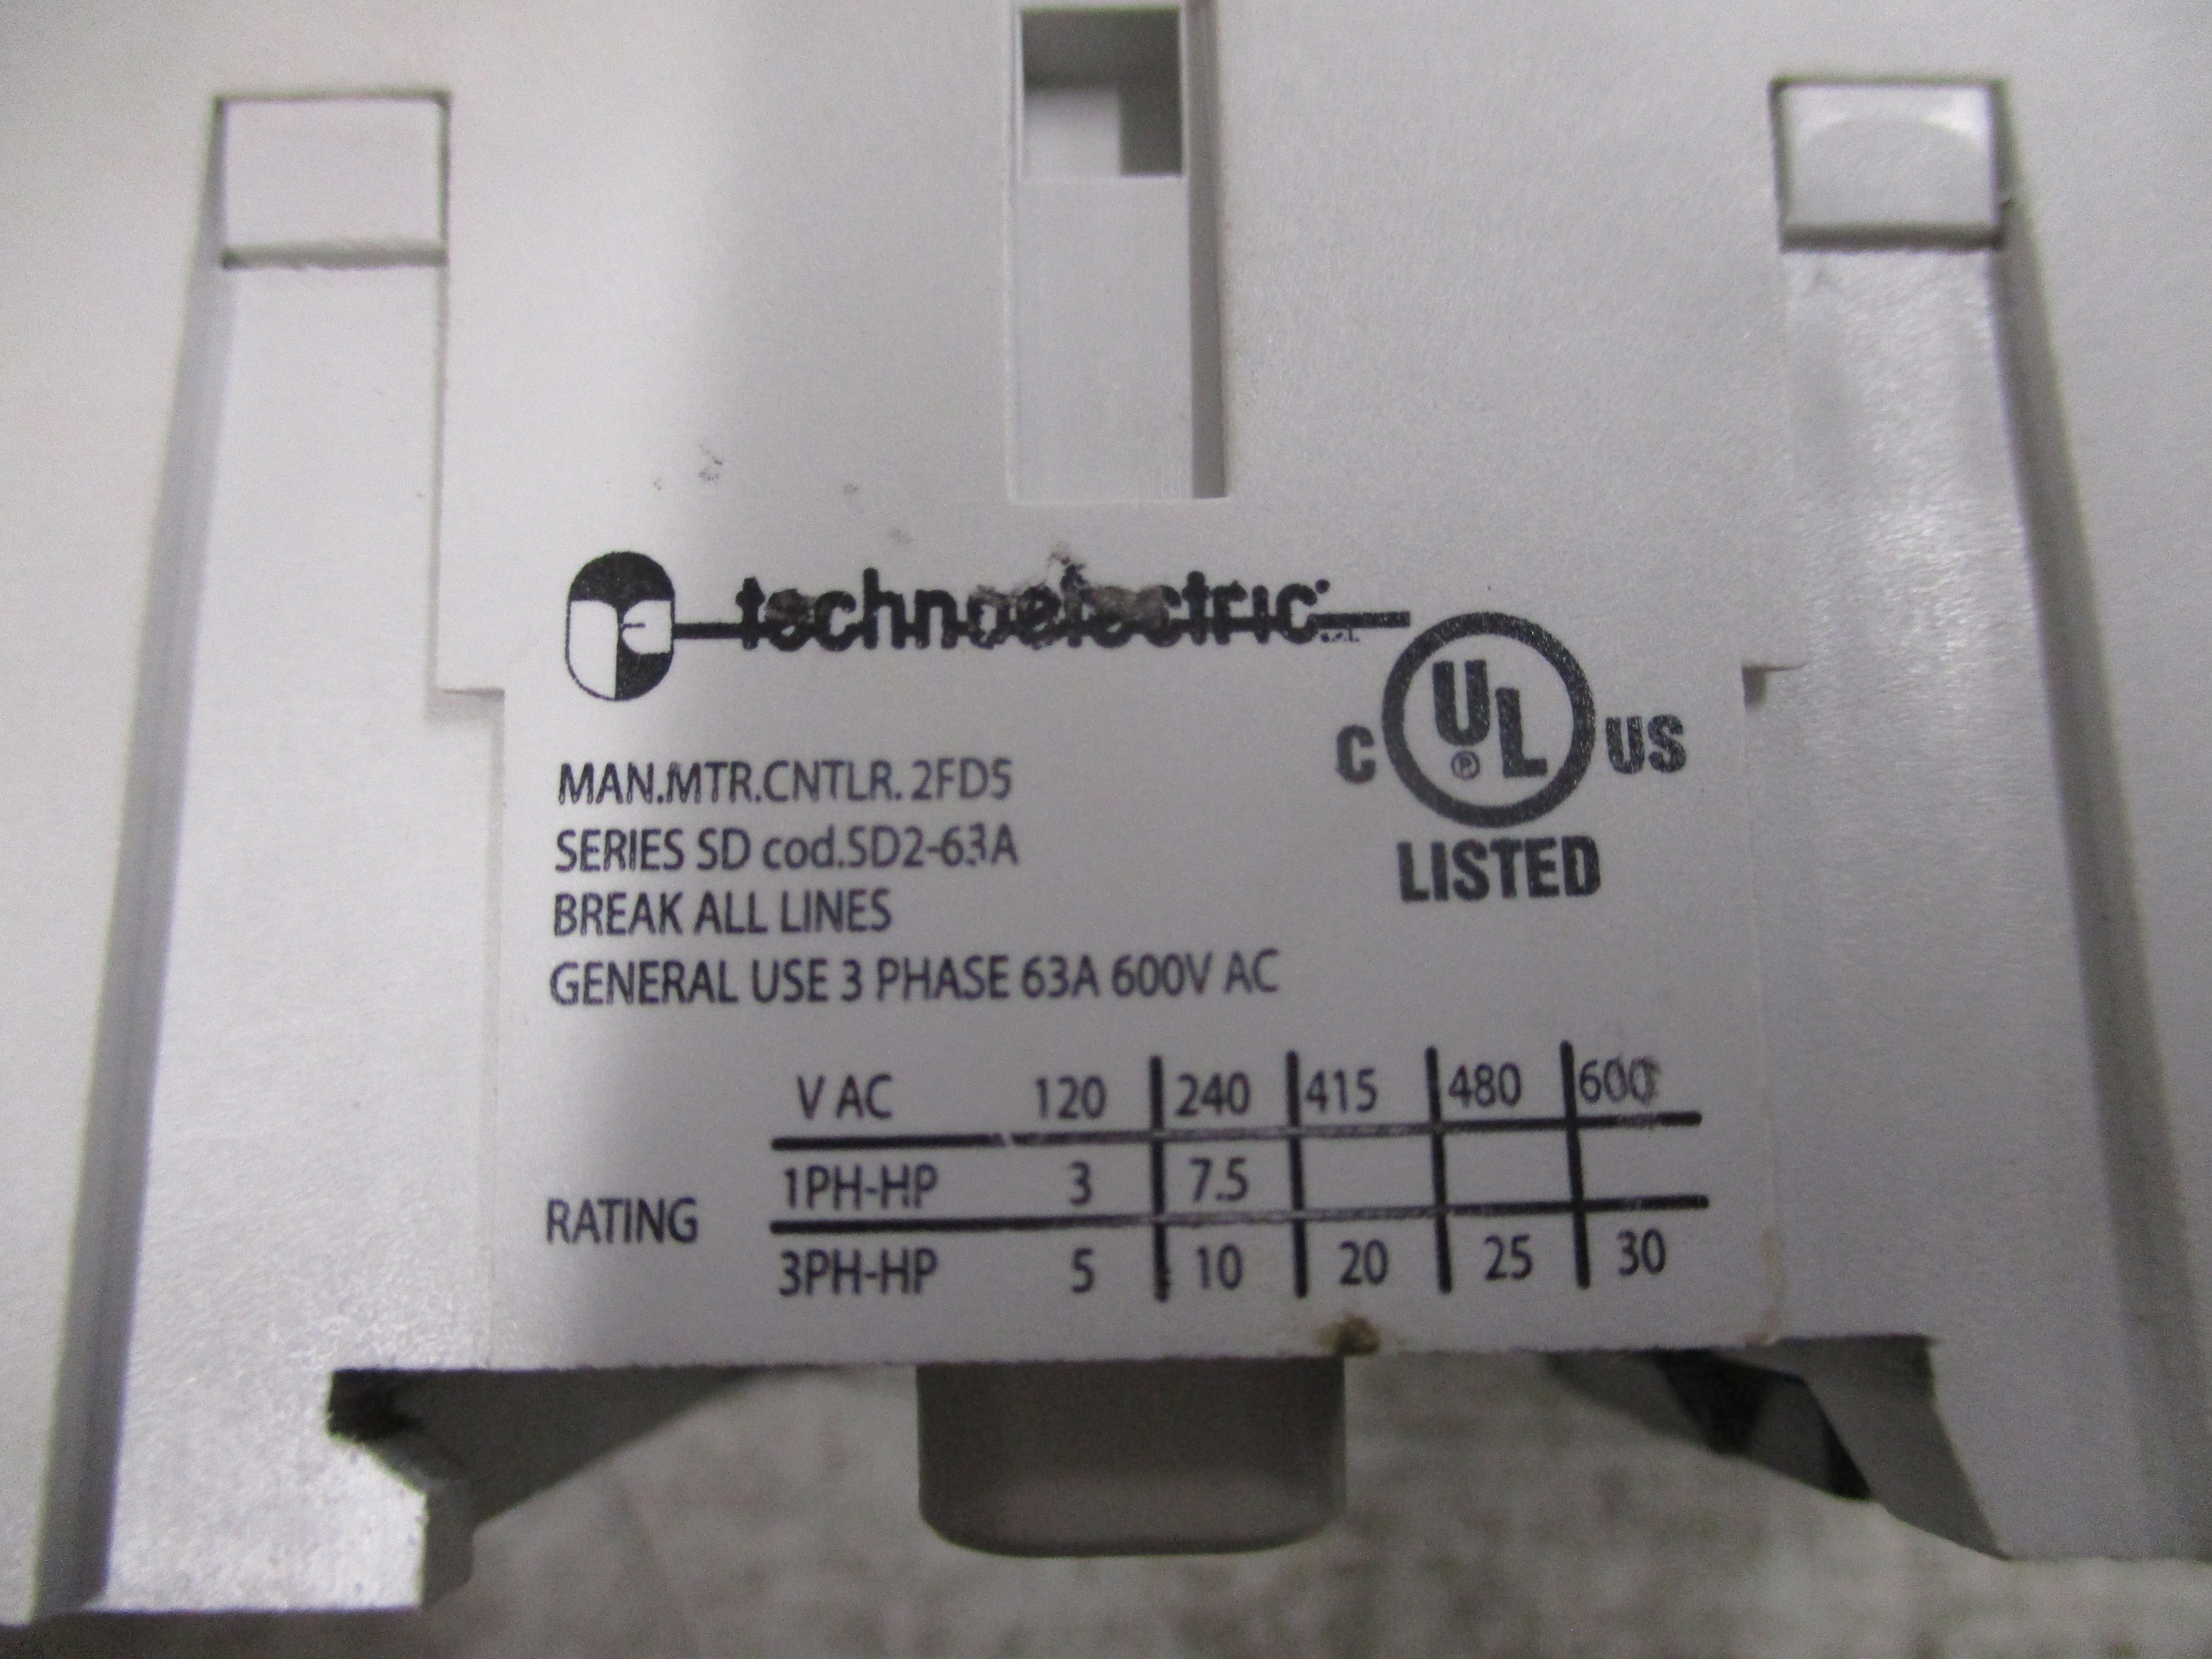 technoelectric s.r.l.
C UL ® US
LISTED
MAN.MTR.CNTLR. 2FD5
SERIES SD cod.SD2-63A
BREAK ALL LINES
GENERAL USE 3 PHASE 63A 600V AC
V AC 120 240 415 480 600
RATING
1PH-HP 3 7.5
3PH-HP 5 10 20 25 30